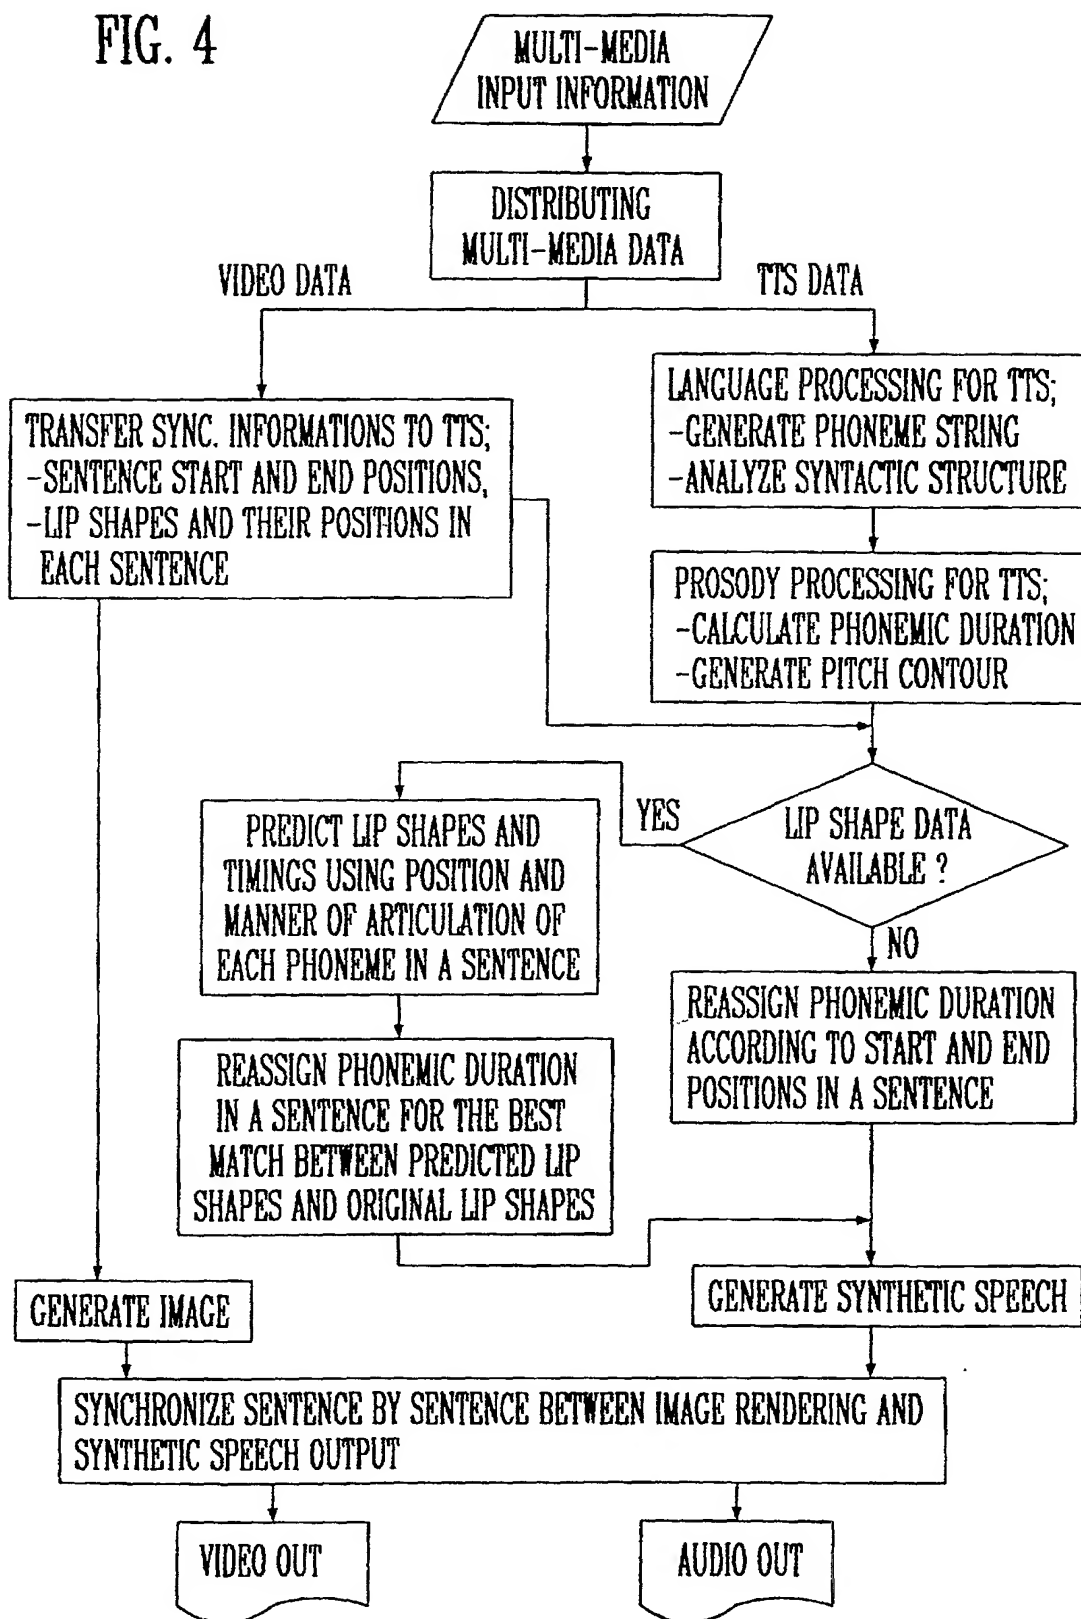 FIG. 4
MULTI-MEDIA
INPUT INFORMATION
DISTRIBUTING
MULTI-MEDIA DATA
VIDEO DATA
TTS DATA
TRANSFER SYNC. INFORMATIONS TO TTS;
-SENTENCE START AND END POSITIONS,
-LIP SHAPES AND THEIR POSITIONS IN
EACH SENTENCE
LANGUAGE PROCESSING FOR TTS;
-GENERATE PHONEME STRING
-ANALYZE SYNTACTIC STRUCTURE
PROSODY PROCESSING FOR TTS;
-CALCULATE PHONEMIC DURATION
-GENERATE PITCH CONTOUR
LIP SHAPE DATA
AVAILABLE ?
YES
NO
PREDICT LIP SHAPES AND
TIMINGS USING POSITION AND
MANNER OF ARTICULATION OF
EACH PHONEME IN A SENTENCE
REASSIGN PHONEMIC DURATION
IN A SENTENCE FOR THE BEST
MATCH BETWEEN PREDICTED LIP
SHAPES AND ORIGINAL LIP SHAPES
REASSIGN PHONEMIC DURATION
ACCORDING TO START AND END
POSITIONS IN A SENTENCE
GENERATE IMAGE
GENERATE SYNTHETIC SPEECH
SYNCHRONIZE SENTENCE BY SENTENCE BETWEEN IMAGE RENDERING AND
SYNTHETIC SPEECH OUTPUT
VIDEO OUT
AUDIO OUT